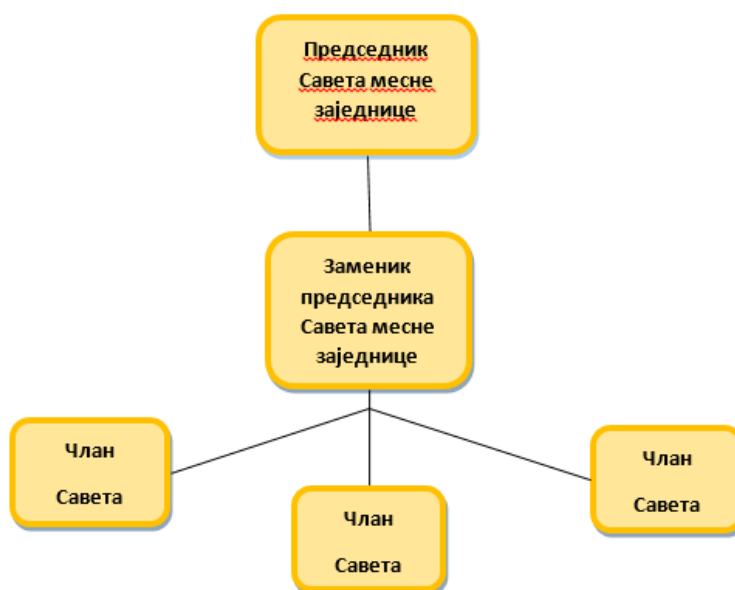 Председник
Савета месне
заједнице
Заменик
председника
Савета месне
заједнице
Члан
Савета
Члан
Савета
Члан
Савета